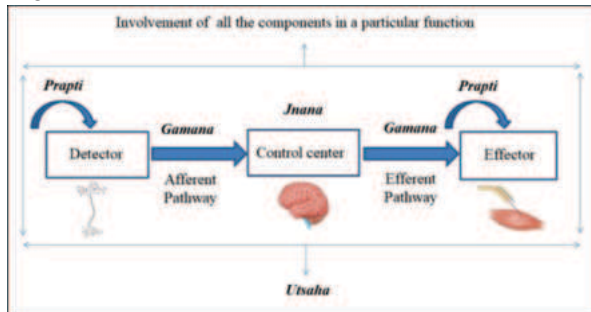 Involvement of all the components in a particular function
Prapti
Prapti
Jnana
Gamana
Gamana
Detector
Control center
Effector
Afferent
Pathway
Efferent
Pathway
Utsaha